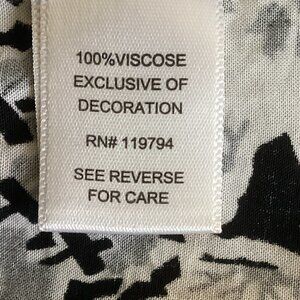 100%VISCOSE
EXCLUSIVE OF
DECORATION
RN# 119794
SEE REVERSE
FOR CARE